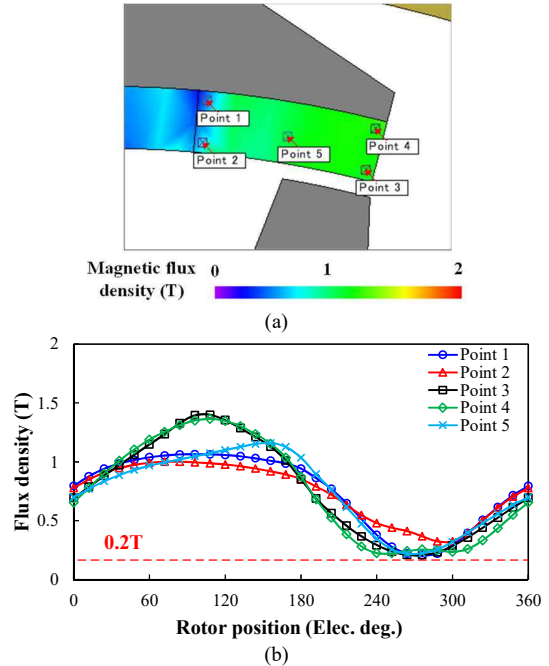 Point 1
Point 2
Point 5
Point 4
Point 3
Magnetic flux
density (T)
0
1
2
(a)
Flux density (T)
2
1.5
1
0.5
0
Point 1
Point 2
Point 3
Point 4
Point 5
0.2T
0 60 120 180 240 300 360
Rotor position (Elec. deg.)
(b)